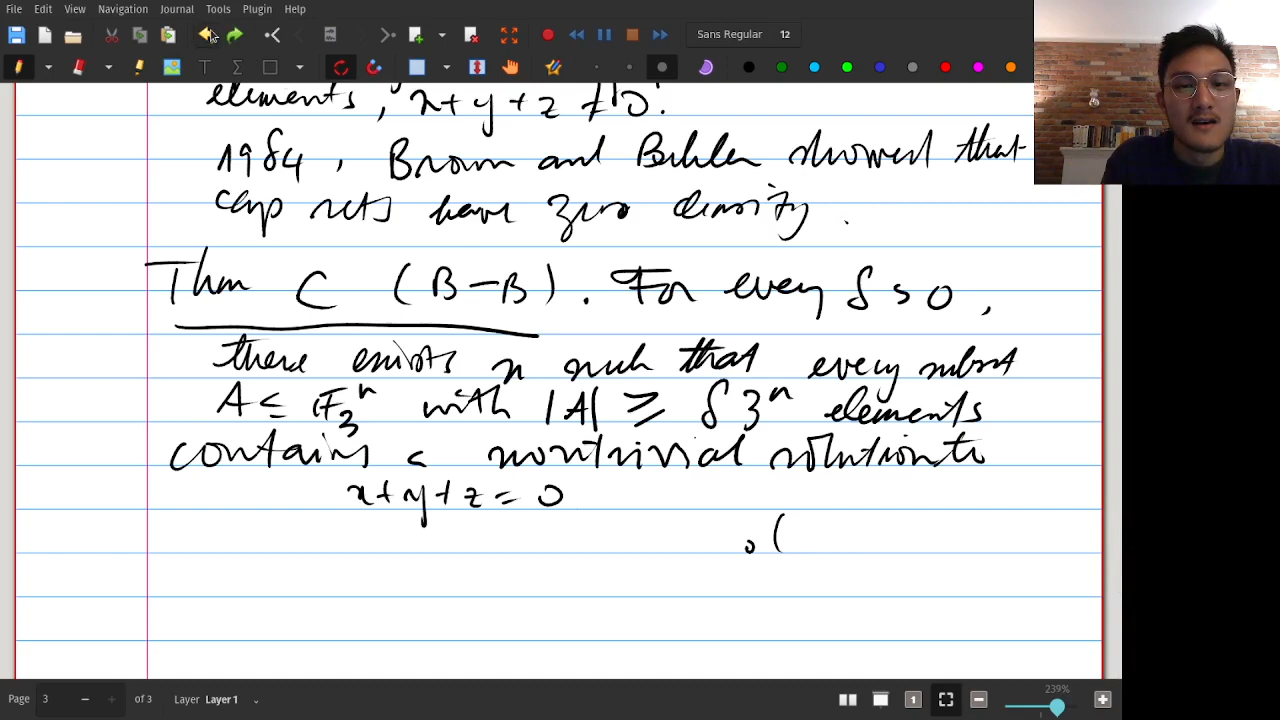 File Edit View Navigation Journal Tools Plugin Help
Sans Regular 12
elements, x+y+z ≠ 0.
1984, Brown and Buhler showed that
cap sets have zero density.
Thm C (B-B). For every δ > 0,
there exists n such that every subset
A ⊆ F₃ⁿ with |A| ≥ δ3ⁿ elements
contains a nontrivial solution to
x+y+z = 0
o(
Page 3 of 3 Layer Layer 1 1 239%